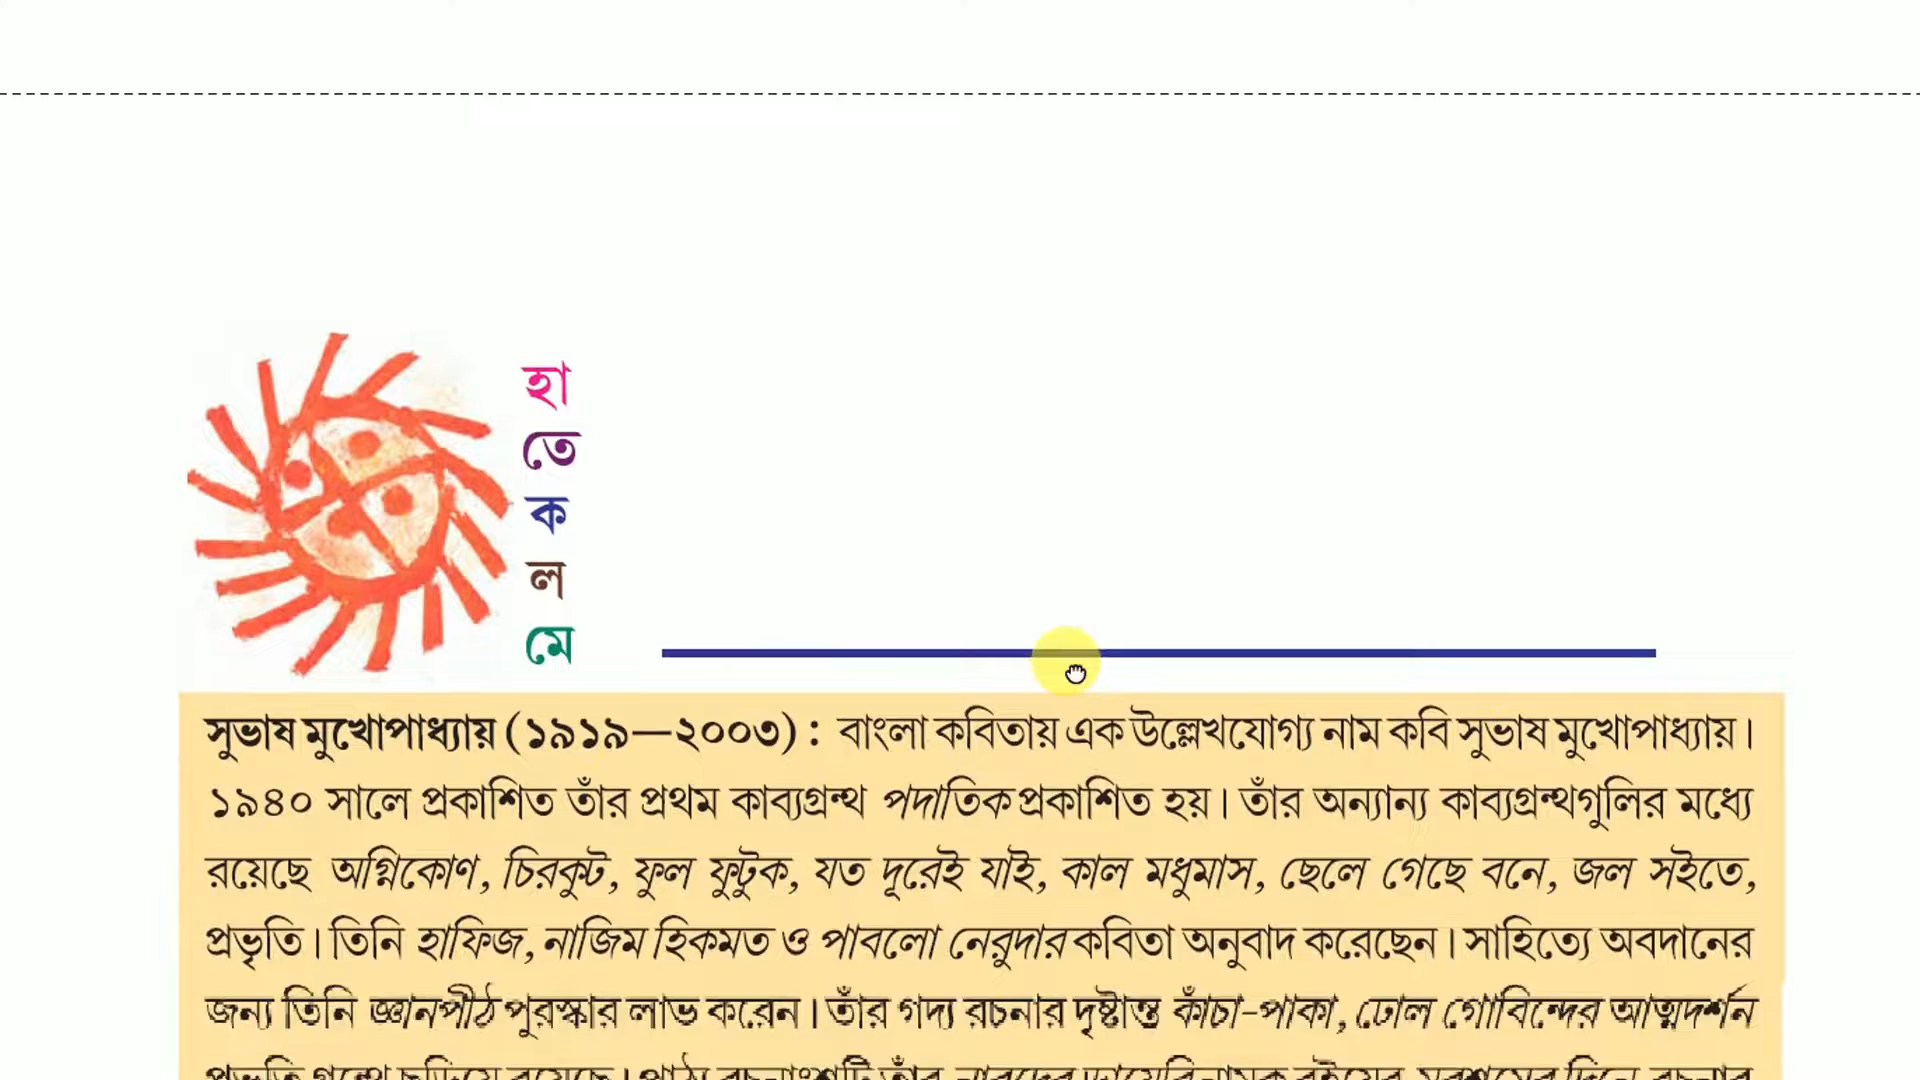 হা
তে
ক
ল
মে
সুভাষ মুখোপাধ্যায় (১৯১৯—২০০৩) : বাংলা কবিতায় এক উল্লেখযোগ্য নাম কবি সুভাষ মুখোপাধ্যায়।
১৯৪০ সালে প্রকাশিত তাঁর প্রথম কাব্যগ্রন্থ পদাতিক প্রকাশিত হয়। তাঁর অন্যান্য কাব্যগ্রন্থগুলির মধ্যে
রয়েছে অগ্নিকোণ, চিরকুট, ফুল ফুটুক, যত দূরেই যাই, কাল মধুমাস, ছেলে গেছে বনে, জল সইতে,
প্রভৃতি। তিনি হাফিজ, নাজিম হিকমত ও পাবলো নেরুদার কবিতা অনুবাদ করেছেন। সাহিত্যে অবদানের
জন্য তিনি জ্ঞানপীঠ পুরস্কার লাভ করেন। তাঁর গদ্য রচনার দৃষ্টান্ত কাঁচা-পাকা, ঢোল গোবিন্দের আত্মদর্শন